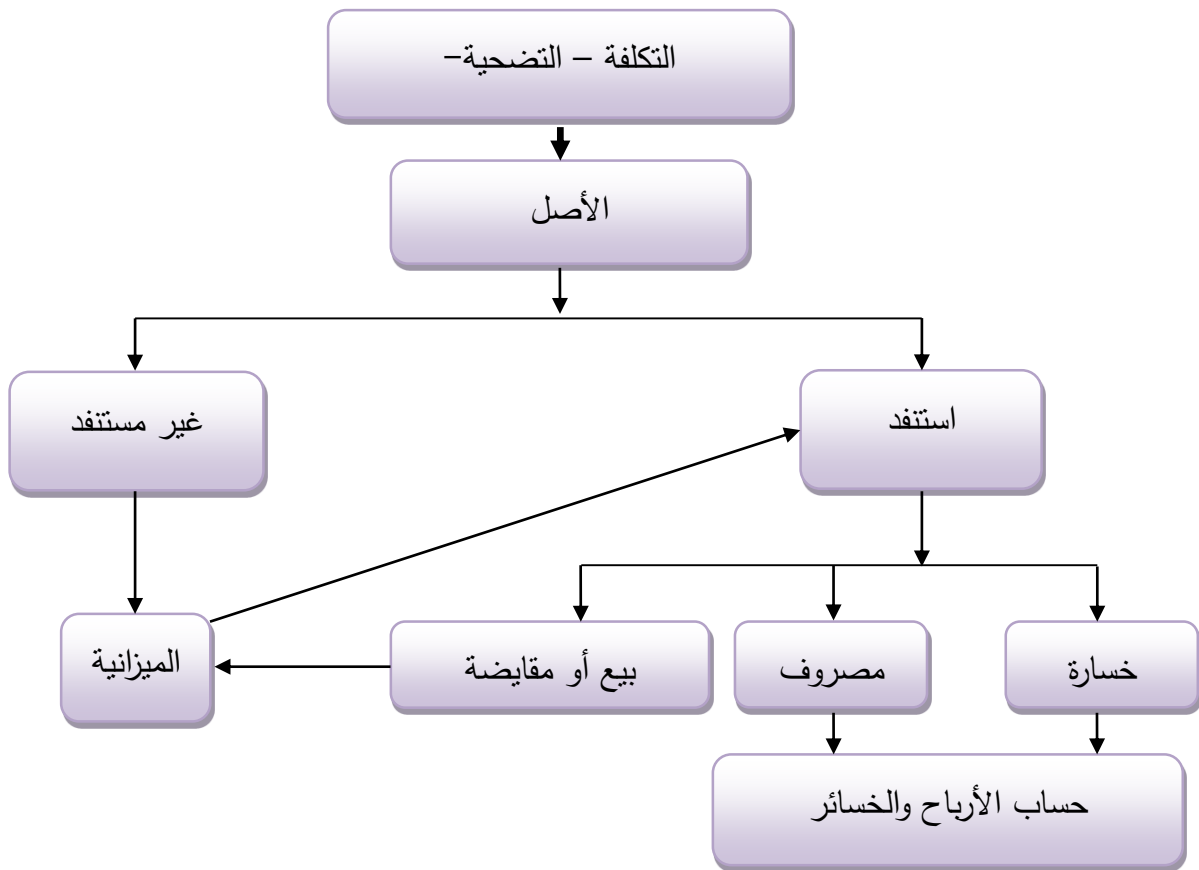 التكلفة – التضحية-
الأصل
استنفد
غير مستنفد
خسارة
مصروف
بيع أو مقايضة
الميزانية
حساب الأرباح والخسائر